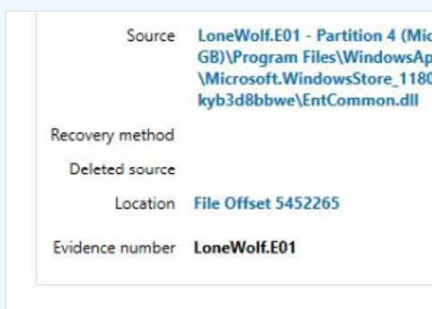 Source LoneWolf.E01 - Partition 4 (Mic
GB)\Program Files\WindowsAp
\Microsoft.WindowsStore_1180
kyb3d8bbwe\EntCommon.dll
Recovery method
Deleted source
Location File Offset 5452265
Evidence number LoneWolf.E01